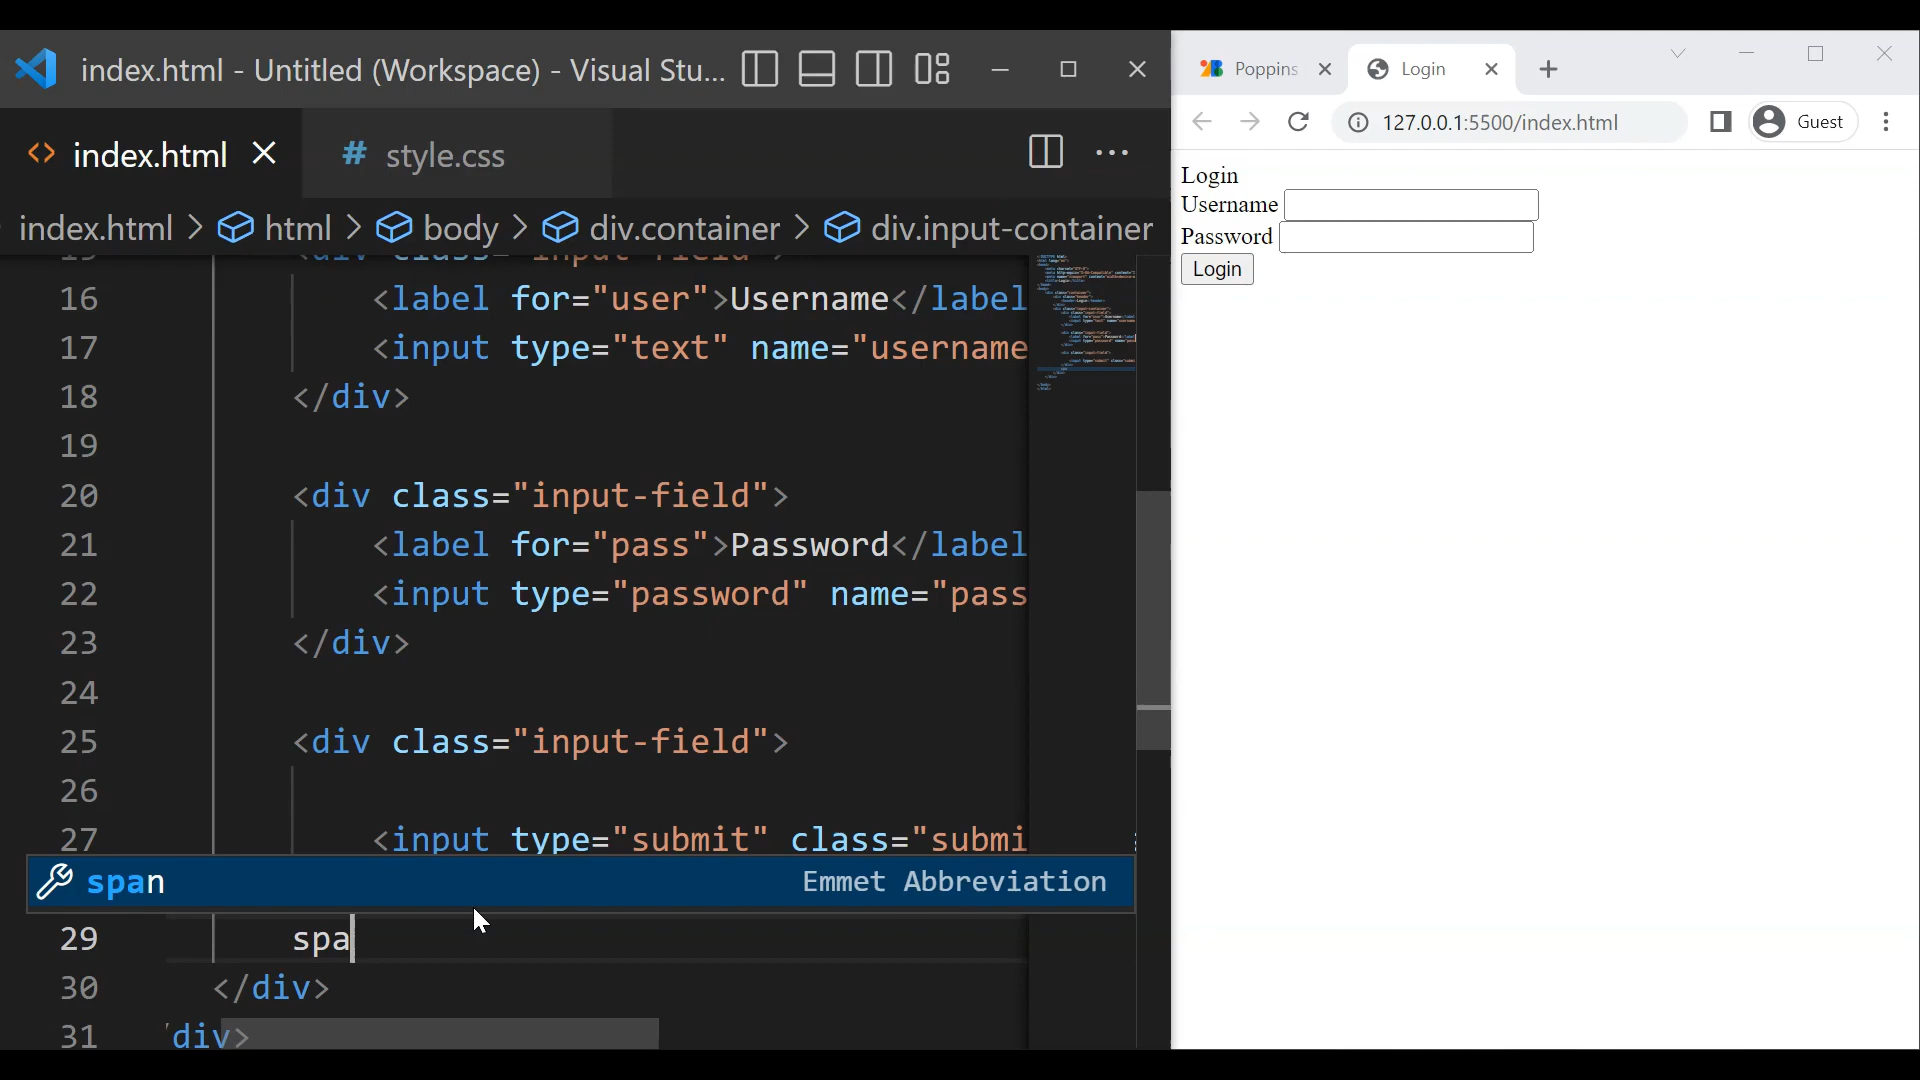 index.html - Untitled (Workspace) - Visual Stu...
index.html
# style.css
index.html > html > body > div.container > div.input-container
16 <label for="user">Username</label
17 <input type="text" name="username
18 </div>
19
20 <div class="input-field">
21 <label for="pass">Password</label
22 <input type="password" name="pass
23 </div>
24
25 <div class="input-field">
26
27 <input type="submit" class="submi
span Emmet Abbreviation
29 spa
30 </div>
31 div>
Poppins
Login
127.0.0.1:5500/index.html
Guest
Login
Username
Password
Login